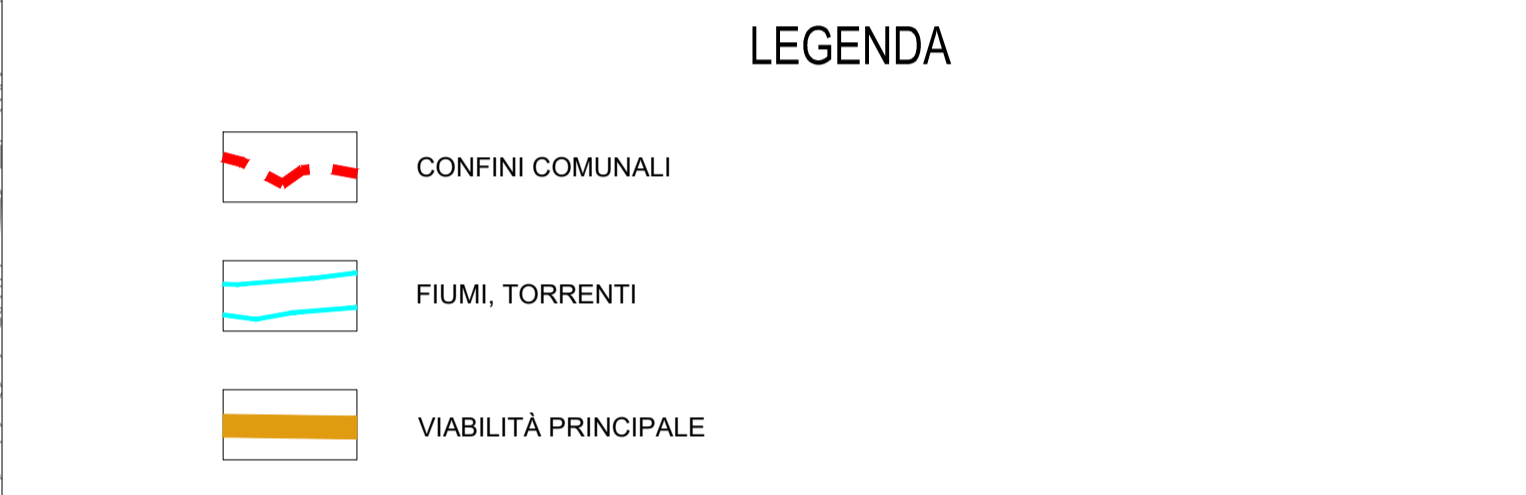 LEGENDA
CONFINI COMUNALI
FIUMI, TORRENTI
VIABILITÀ PRINCIPALE